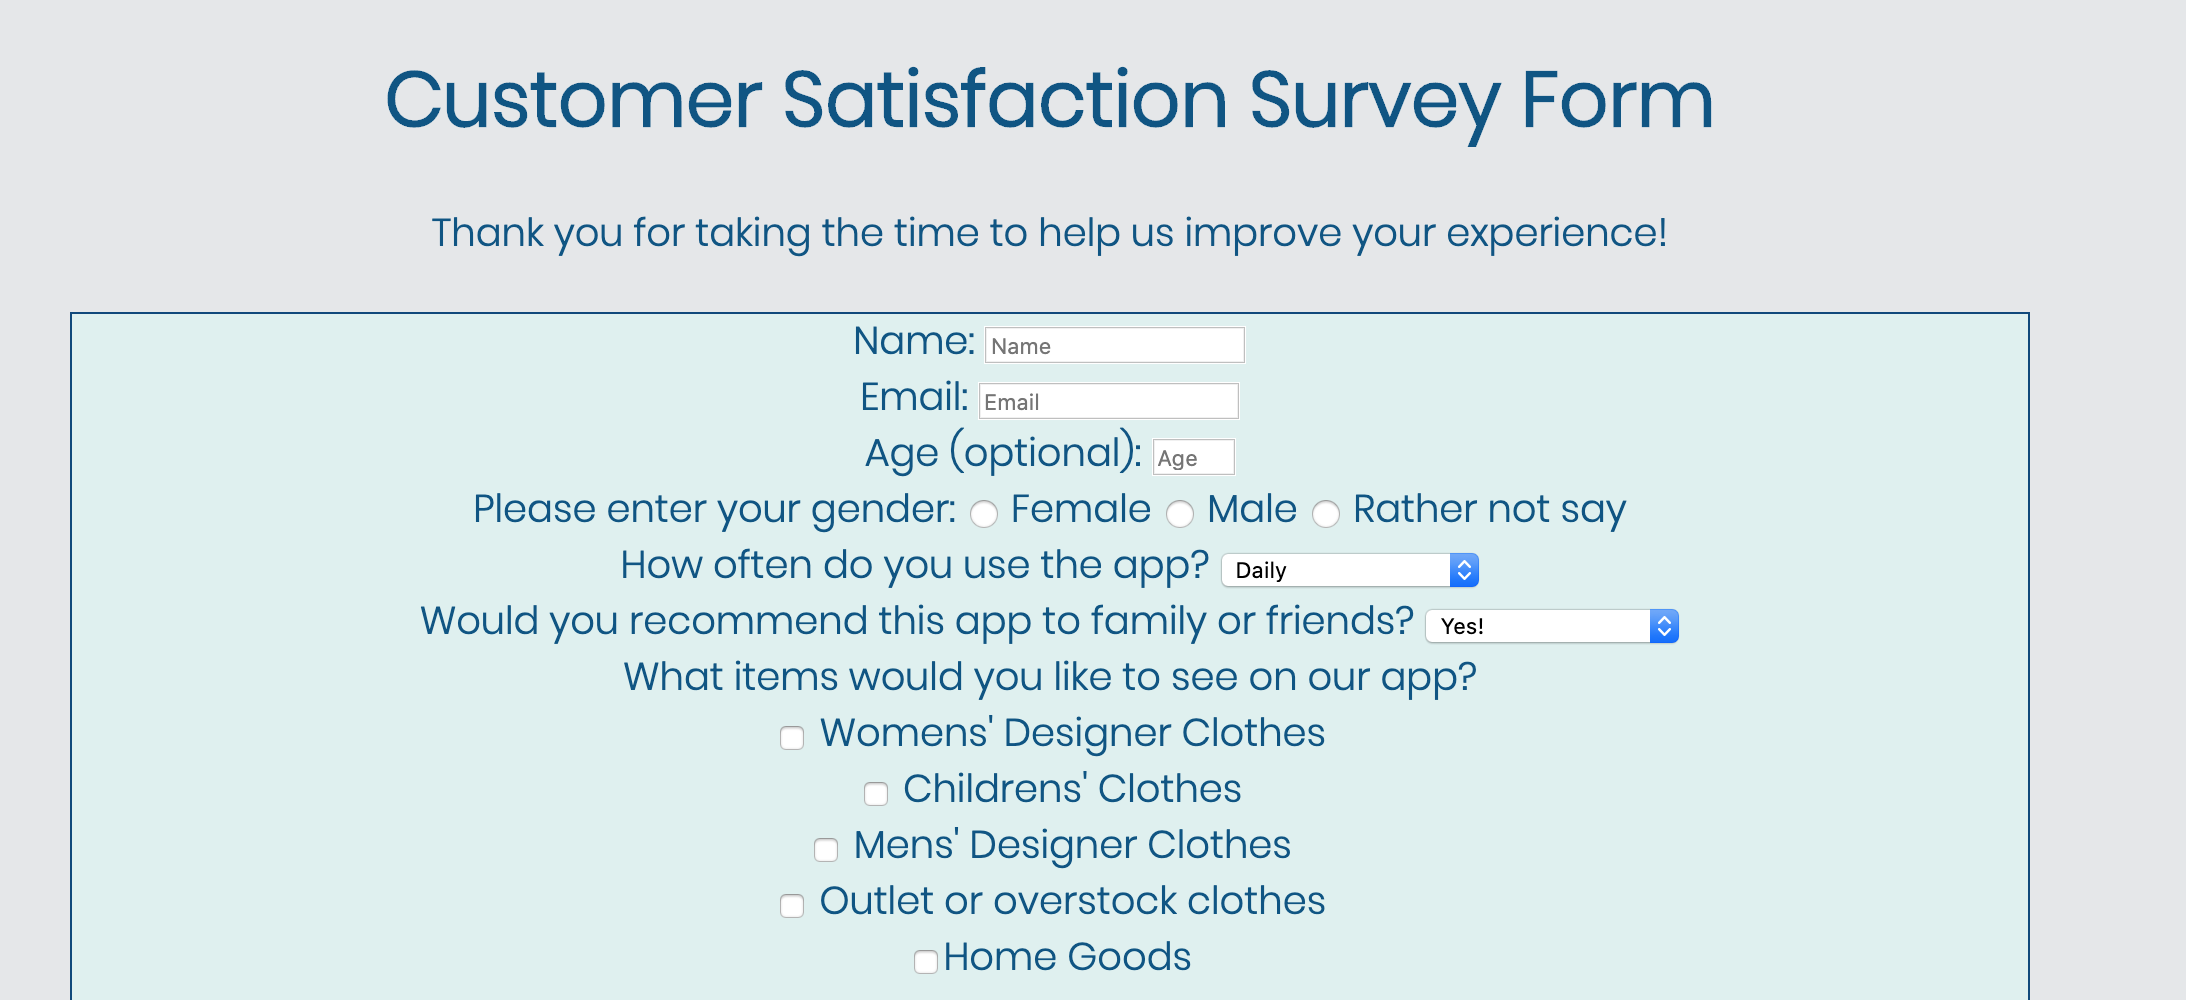 Customer Satisfaction Survey Form
Thank you for taking the time to help us improve your experience!
Name: Name
Email: Email
Age (optional): Age
Please enter your gender: Female Male Rather not say
How often do you use the app? Daily
Would you recommend this app to family or friends? Yes!
What items would you like to see on our app?
Womens' Designer Clothes
Childrens' Clothes
Mens' Designer Clothes
Outlet or overstock clothes
Home Goods